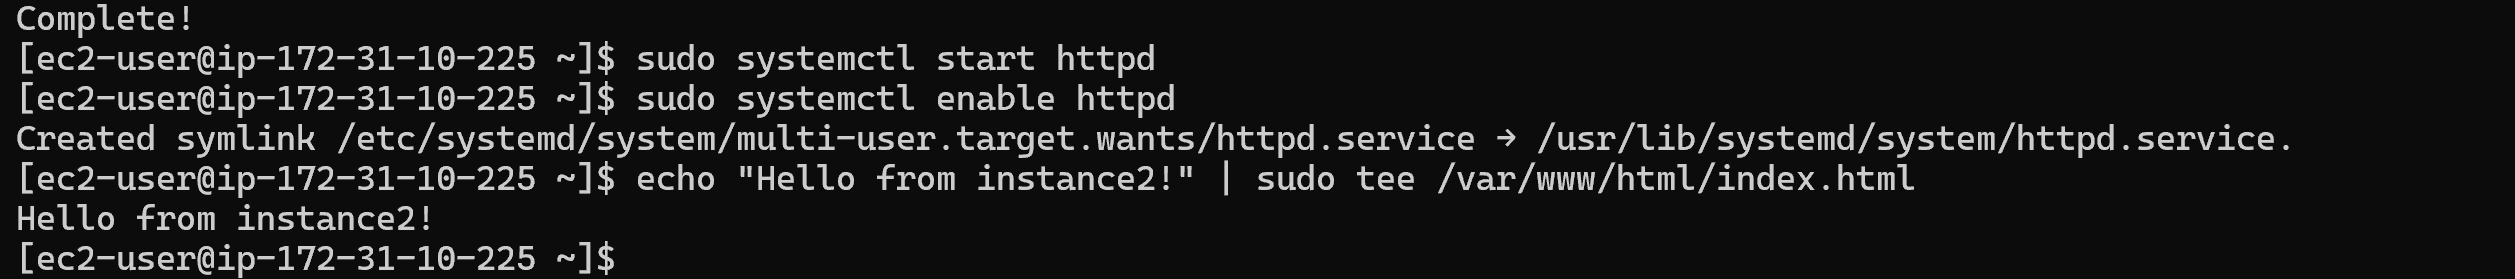 Complete!
[ec2-user@ip-172-31-10-225 ~]$ sudo systemctl start httpd
[ec2-user@ip-172-31-10-225 ~]$ sudo systemctl enable httpd
Created symlink /etc/systemd/system/multi-user.target.wants/httpd.service → /usr/lib/systemd/system/httpd.service.
[ec2-user@ip-172-31-10-225 ~]$ echo "Hello from instance2!" | sudo tee /var/www/html/index.html
Hello from instance2!
[ec2-user@ip-172-31-10-225 ~]$